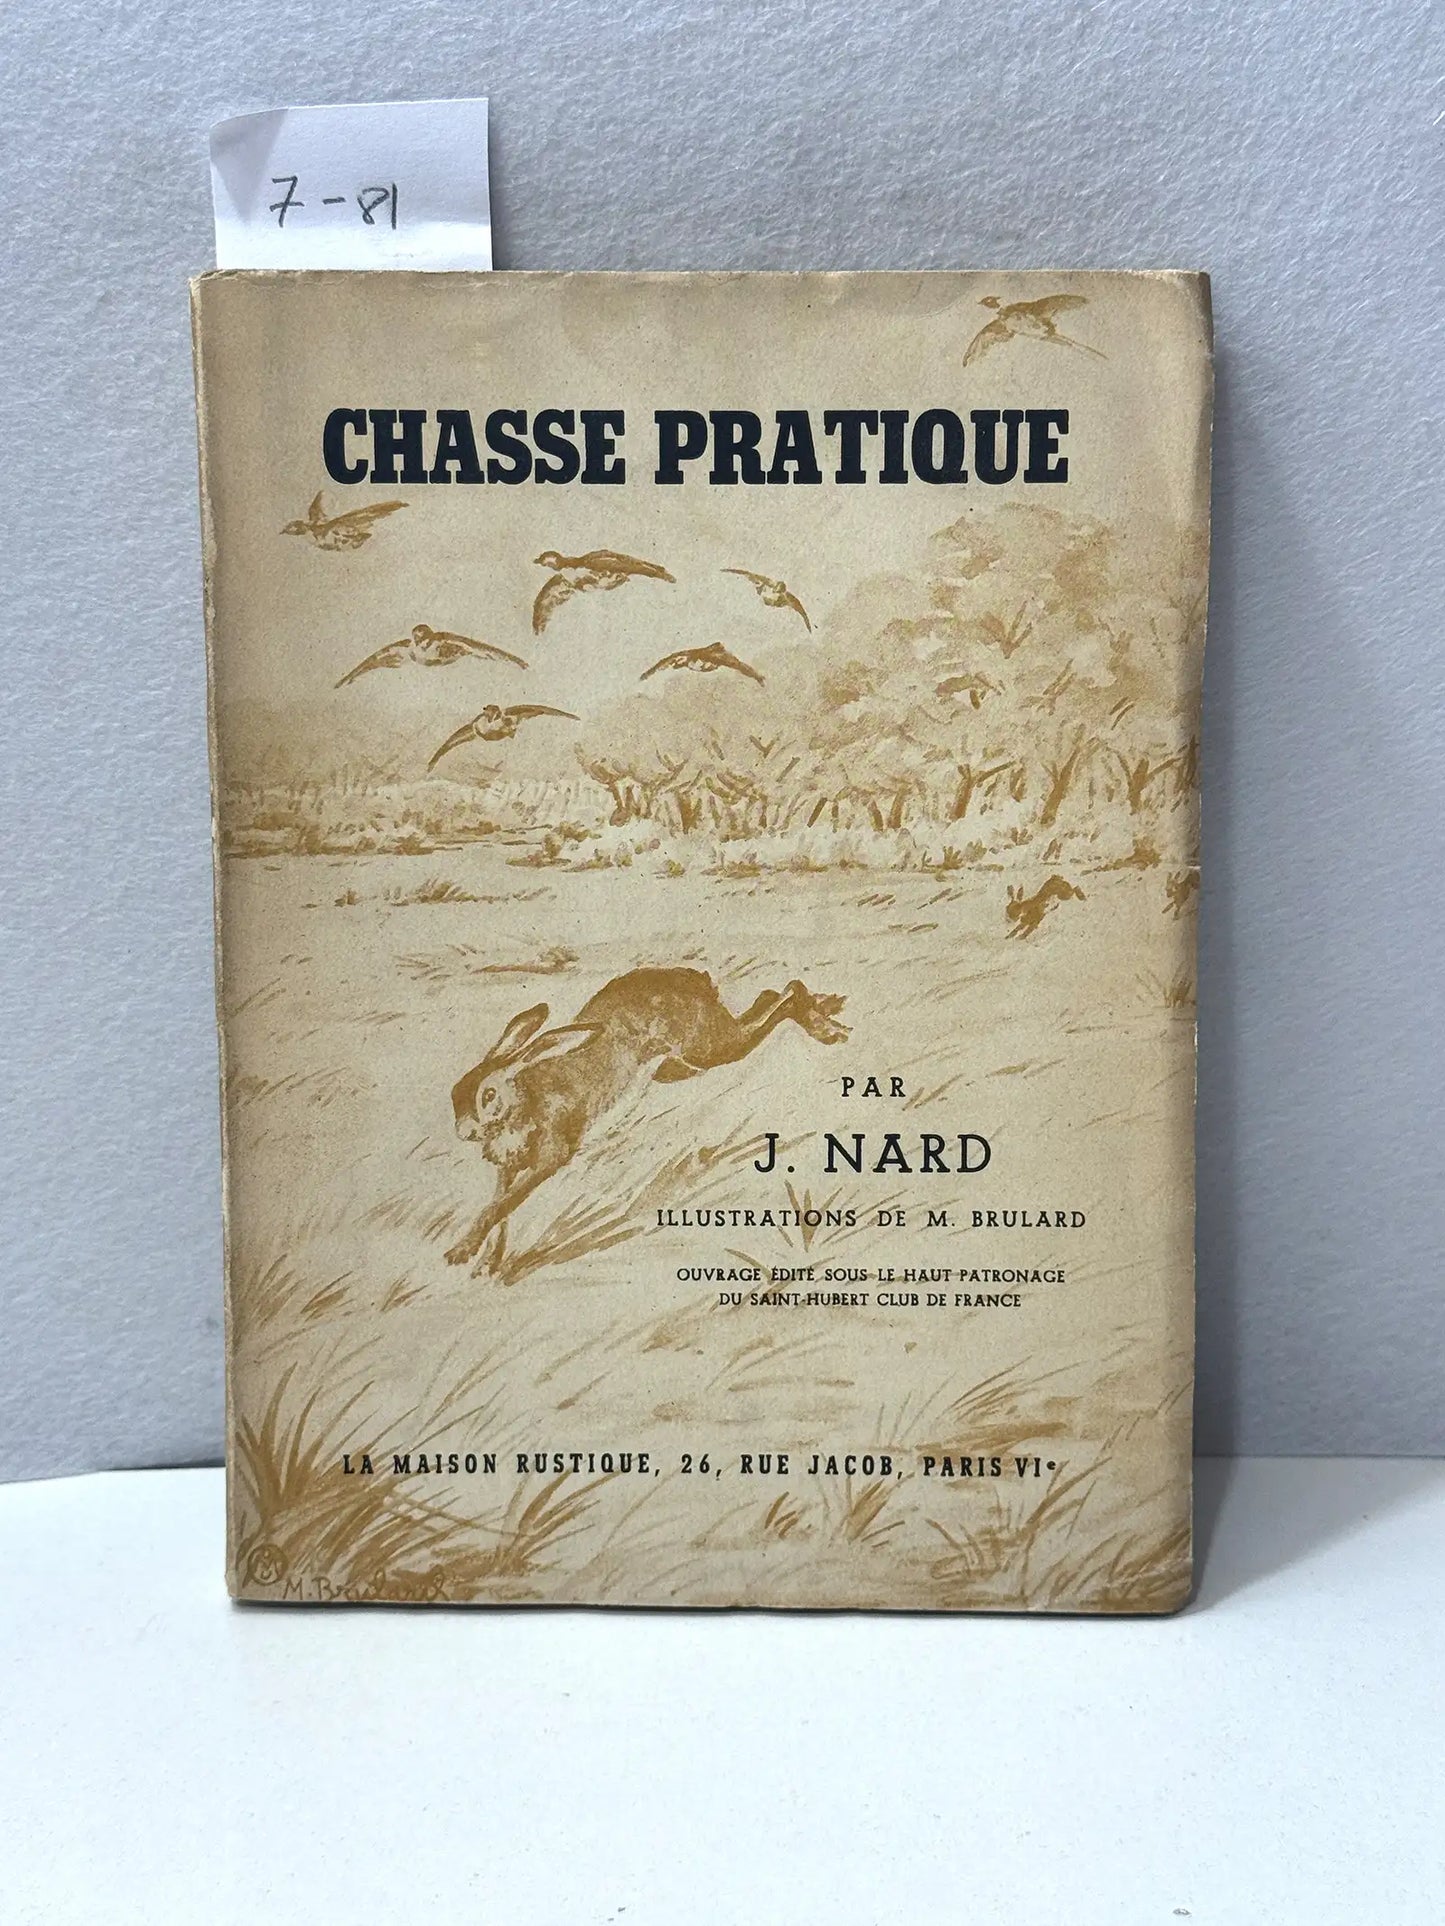 7-81
CHASSE PRATIQUE
PAR
J. NARD
ILLUSTRATIONS DE M. BRULARD
OUVRAGE ÉDITÉ SOUS LE HAUT PATRONAGE
DU SAINT-HUBERT CLUB DE FRANCE
LA MAISON RUSTIQUE, 26, RUE JACOB, PARIS VIe
M. Brulard